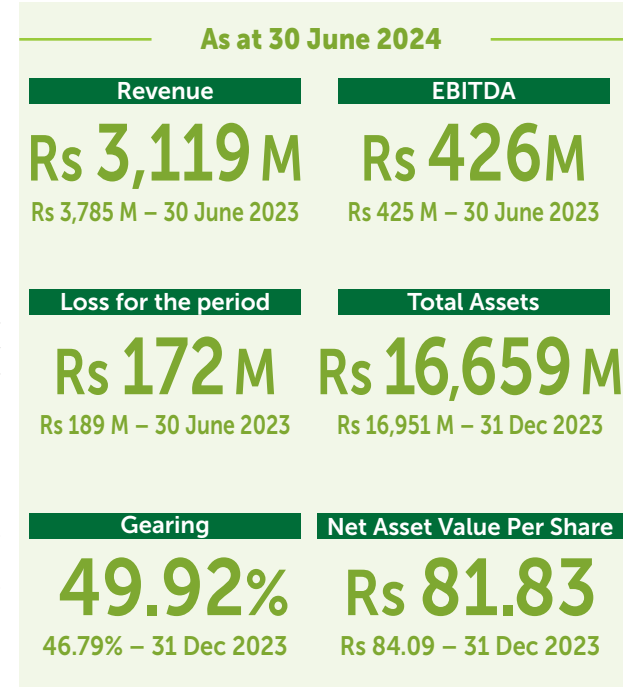 As at 30 June 2024
Revenue
Rs 3,119 M
Rs 3,785 M – 30 June 2023
EBITDA
Rs 426M
Rs 425 M – 30 June 2023
Loss for the period
Rs 172 M
Rs 189 M – 30 June 2023
Total Assets
Rs 16,659 M
Rs 16,951 M – 31 Dec 2023
Gearing
49.92%
46.79% – 31 Dec 2023
Net Asset Value Per Share
Rs 81.83
Rs 84.09 – 31 Dec 2023